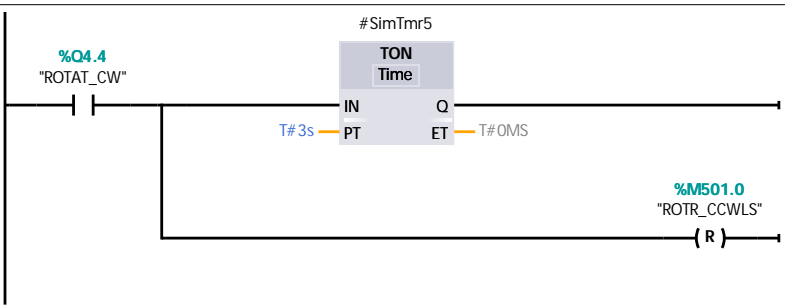 #SimTmr5
%Q4.4
"ROTAT_CW"
TON
Time
IN Q
T#3s PT ET T#0MS
%M501.0
"ROTR_CCWLS"
R